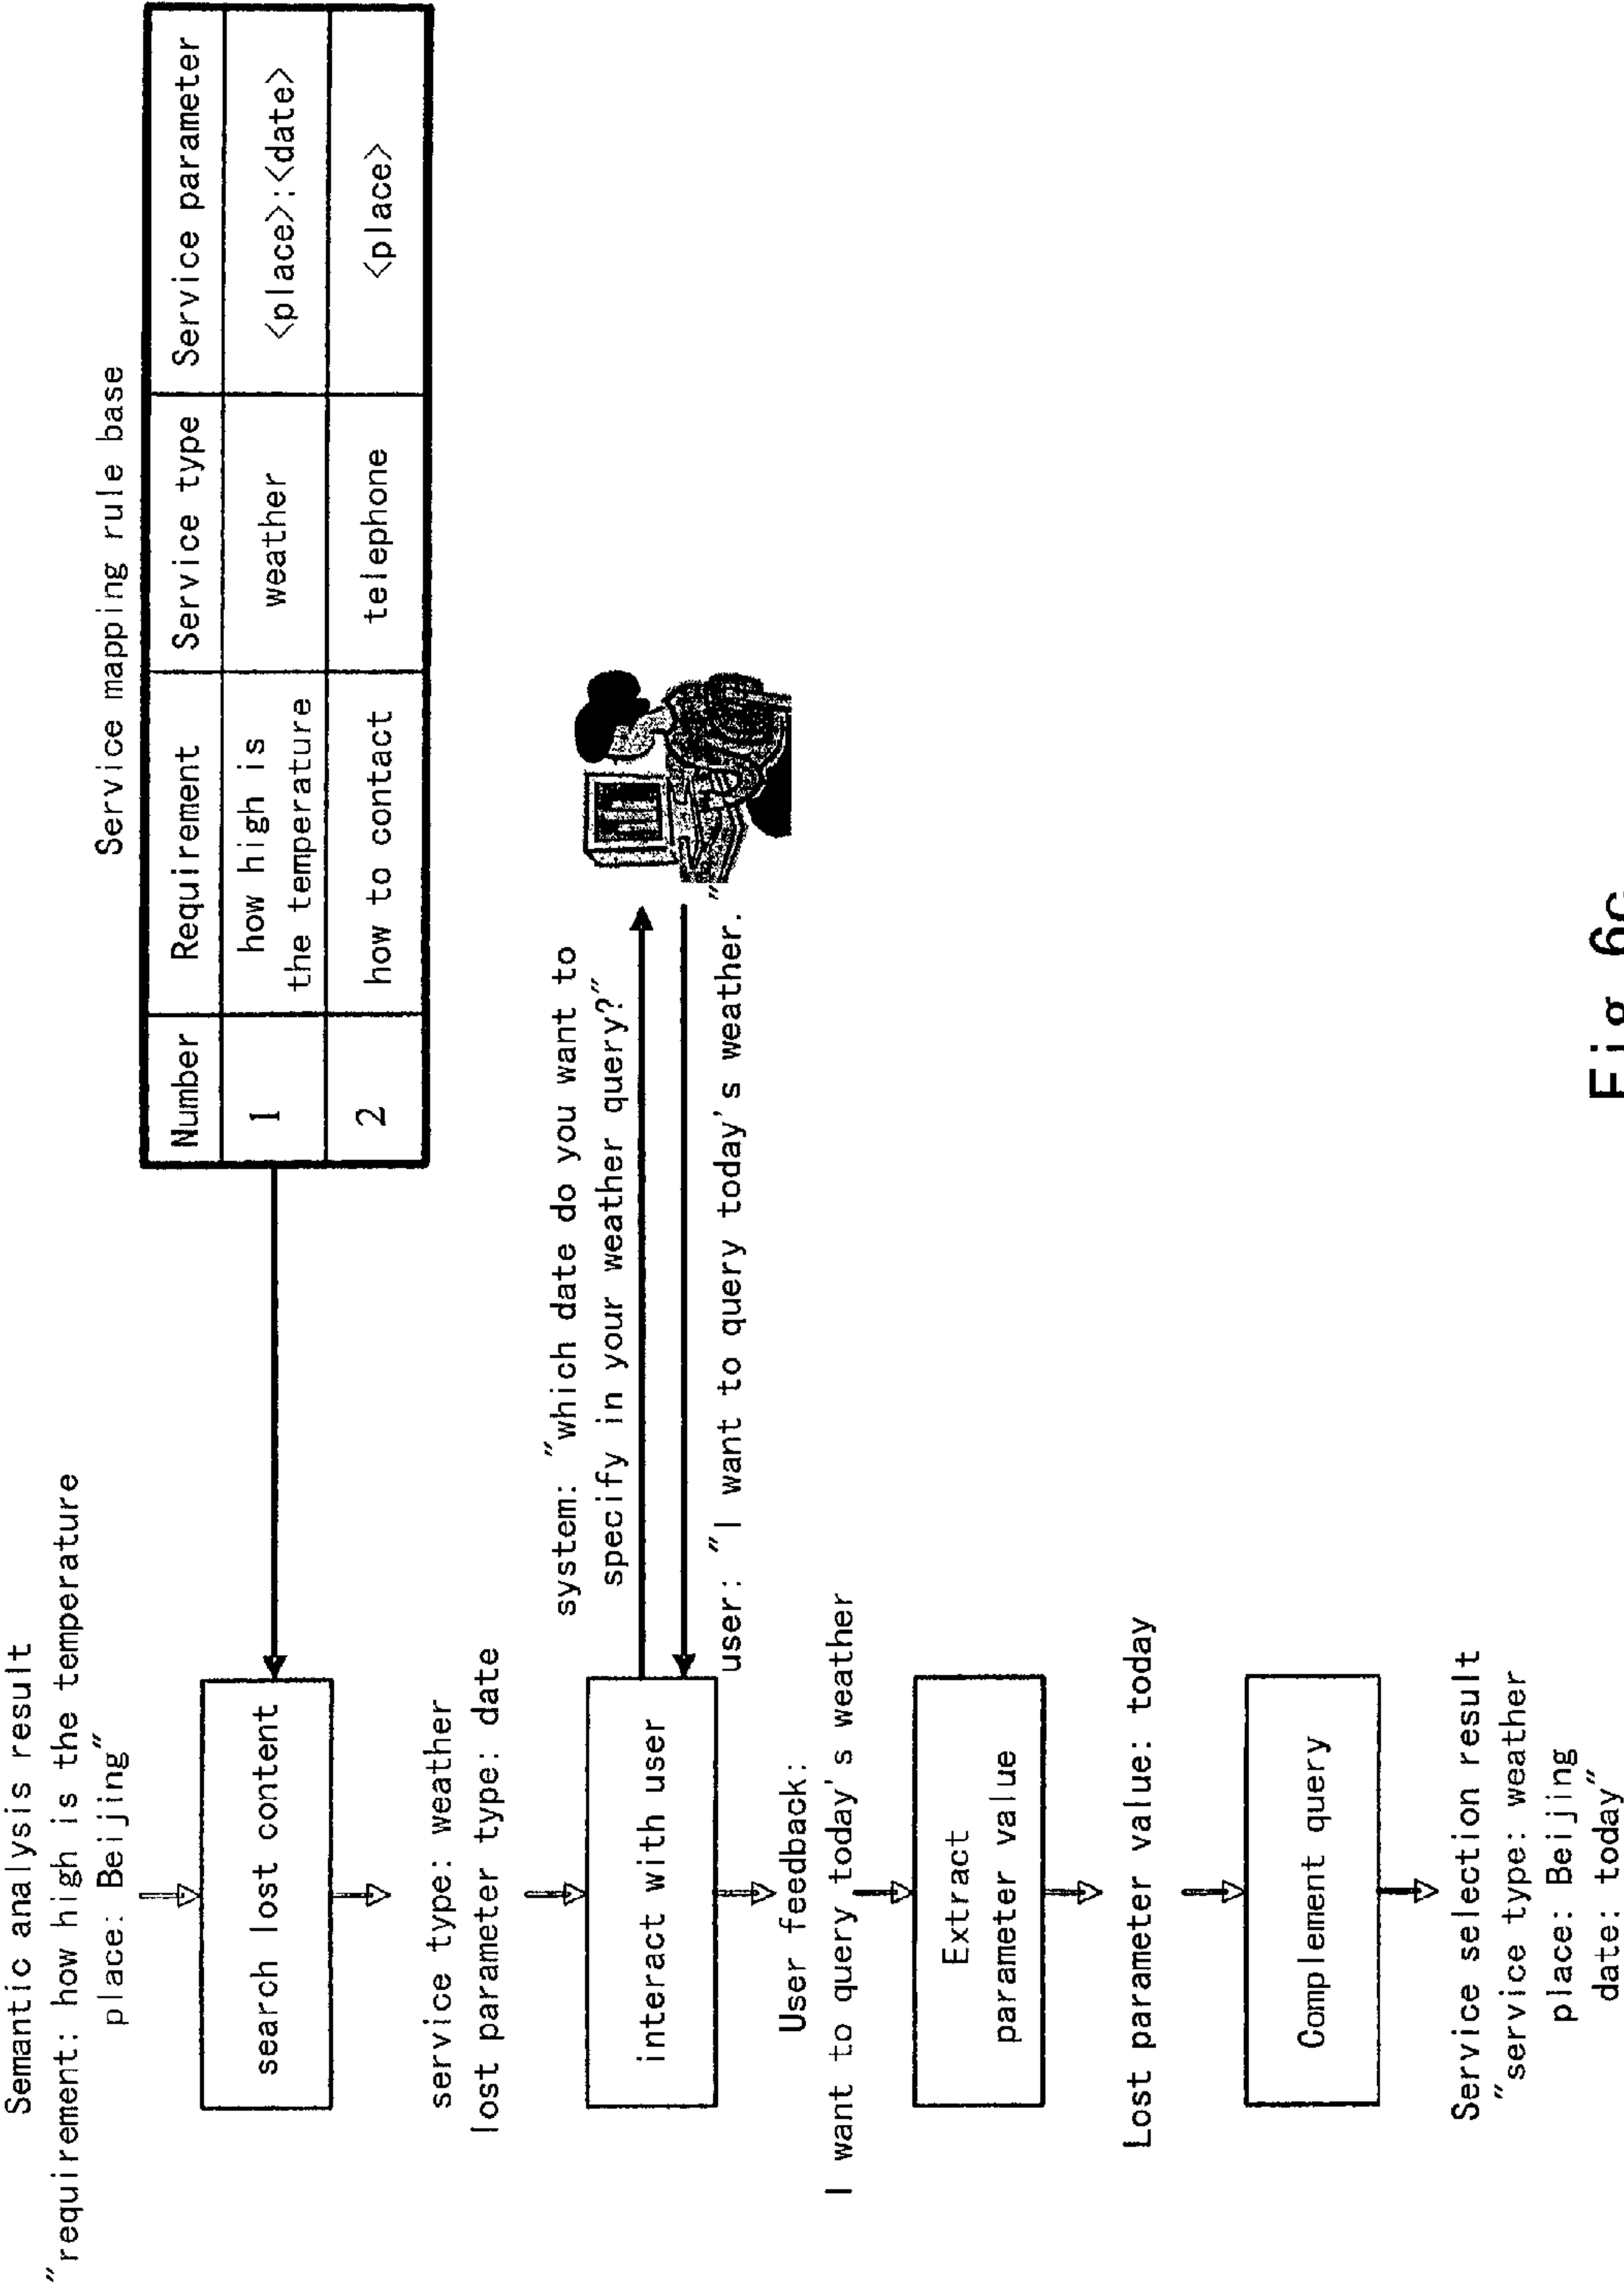 Semantic analysis result
"requirement: how high is the temperature
place: Beijing"
Service mapping rule base
Number Requirement Service type Service parameter
1 how high is the temperature weather <place>:<date>
2 how to contact telephone <place>
search lost content
service type: weather
lost parameter type: date
interact with user
system: "which date do you want to
specify in your weather query?"
user: "I want to query today's weather."
User feedback:
I want to query today's weather
Extract
parameter value
Lost parameter value: today
Complement query
Service selection result
"service type: weather
place: Beijing
date: today"
Fig 6c